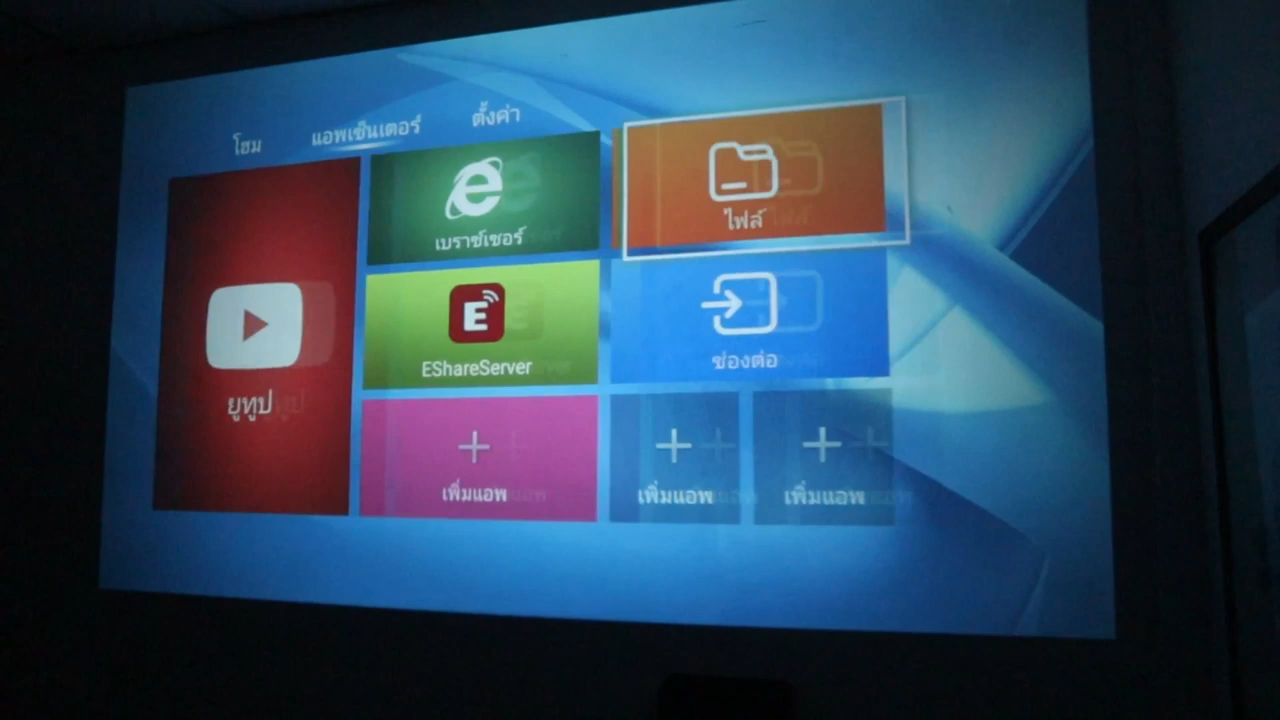 โฮม
แอพเซ็นเตอร์
ตั้งค่า
ยูทูป
เบราซ์เซอร์
ไฟล์
E
EShareServer
ช่องต่อ
เพิ่มแอพ
เพิ่มแอพ
เพิ่มแอพ